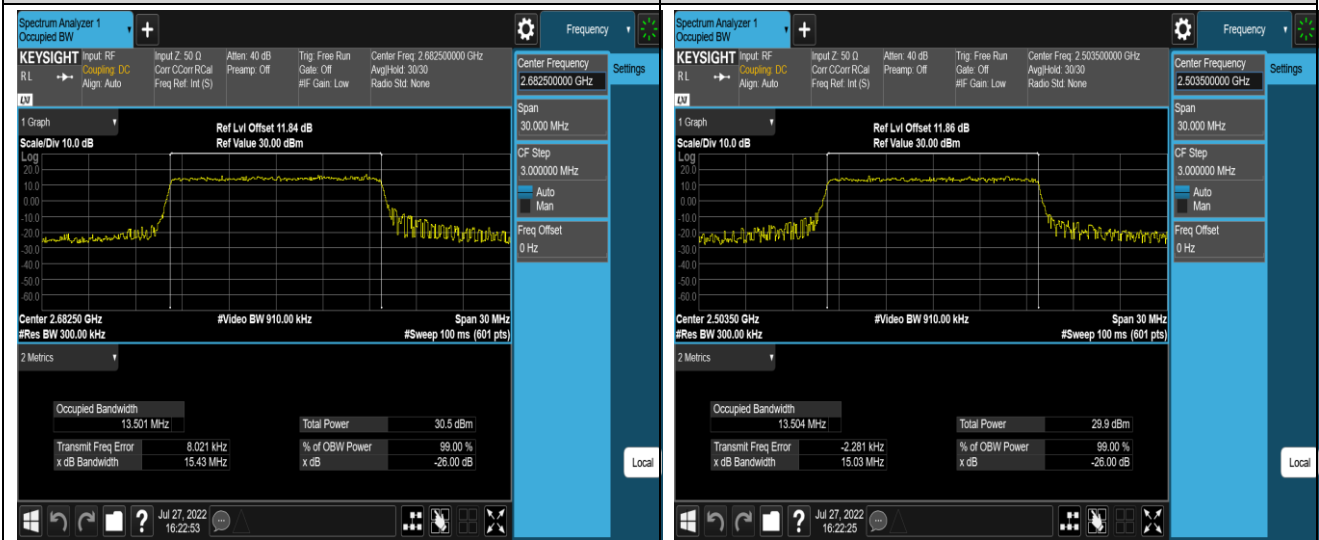 Spectrum Analyzer 1
Occupied BW
+
Frequency
KEYSIGHT Input: RF Input Z: 50 Ω Atten: 40 dB Trig: Free Run Center Freq: 2.682500000 GHz
RL Coupling: DC Corr CCorr RCal Preamp: Off Gate: Off Avg|Hold: 30/30
Align: Auto Freq Ref: Int (S) #IF Gain: Low Radio Std: None
LXI
Center Frequency
2.682500000 GHz
Settings
Span
30.000 MHz
CF Step
3.000000 MHz
Auto
Man
Freq Offset
0 Hz
Local
1 Graph
Ref Lvl Offset 11.84 dB
Scale/Div 10.0 dB Ref Value 30.00 dBm
Log
20.0
10.0
0.00
-10.0
-20.0
-30.0
-40.0
-50.0
-60.0
Center 2.68250 GHz #Video BW 910.00 kHz Span 30 MHz
#Res BW 300.00 kHz #Sweep 100 ms (601 pts)
2 Metrics
Occupied Bandwidth
13.501 MHz Total Power 30.5 dBm
Transmit Freq Error 8.021 kHz % of OBW Power 99.00 %
x dB Bandwidth 15.43 MHz x dB -26.00 dB
? Jul 27, 2022
16:22:53
Spectrum Analyzer 1
Occupied BW
+
Frequency
KEYSIGHT Input: RF Input Z: 50 Ω Atten: 40 dB Trig: Free Run Center Freq: 2.503500000 GHz
RL Coupling: DC Corr CCorr RCal Preamp: Off Gate: Off Avg|Hold: 30/30
Align: Auto Freq Ref: Int (S) #IF Gain: Low Radio Std: None
LXI
Center Frequency
2.503500000 GHz
Settings
Span
30.000 MHz
CF Step
3.000000 MHz
Auto
Man
Freq Offset
0 Hz
Local
1 Graph
Ref Lvl Offset 11.86 dB
Scale/Div 10.0 dB Ref Value 30.00 dBm
Log
20.0
10.0
0.00
-10.0
-20.0
-30.0
-40.0
-50.0
-60.0
Center 2.50350 GHz #Video BW 910.00 kHz Span 30 MHz
#Res BW 300.00 kHz #Sweep 100 ms (601 pts)
2 Metrics
Occupied Bandwidth
13.504 MHz Total Power 29.9 dBm
Transmit Freq Error -2.281 kHz % of OBW Power 99.00 %
x dB Bandwidth 15.03 MHz x dB -26.00 dB
? Jul 27, 2022
16:22:25